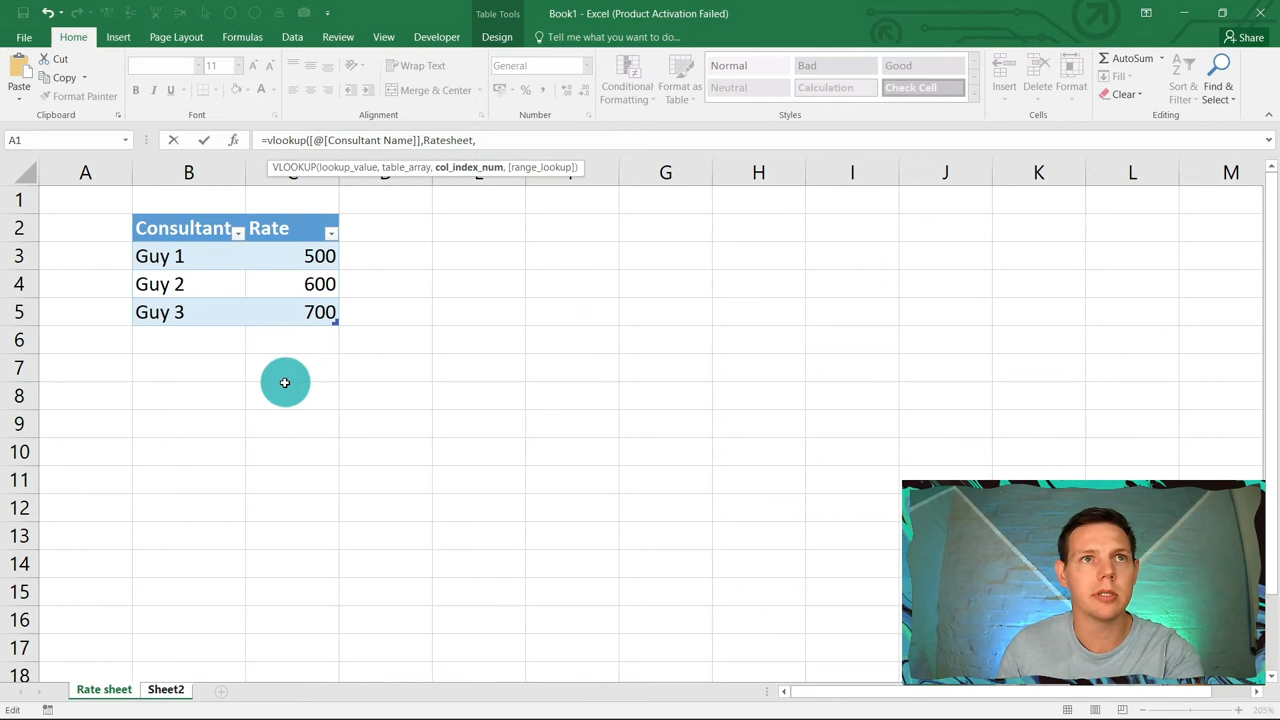 Table Tools
Book1 - Excel (Product Activation Failed)
File
Home
Insert
Page Layout
Formulas
Data
Review
View
Developer
Design
Tell me what you want to do...
Share
Paste
Cut
Copy
Format Painter
11
A
A
B
I
U
A
Wrap Text
Merge & Center
General
%
Conditional
Formatting
Format as
Table
Normal
Bad
Good
Neutral
Calculation
Check Cell
Insert
Delete
Format
AutoSum
Fill
Clear
Sort &
Filter
Find &
Select
Clipboard
Font
Alignment
Number
Styles
Cells
Editing
A1
fx
=vlookup([@[Consultant Name]],Ratesheet,
VLOOKUP(lookup_value, table_array, col_index_num, [range_lookup])
A B C D E F G H I J K L M
1
2 Consultant Rate
3 Guy 1 500
4 Guy 2 600
5 Guy 3 700
6
7
8
9
10
11
12
13
14
15
16
17
18
Rate sheet
Sheet2
Edit
205%